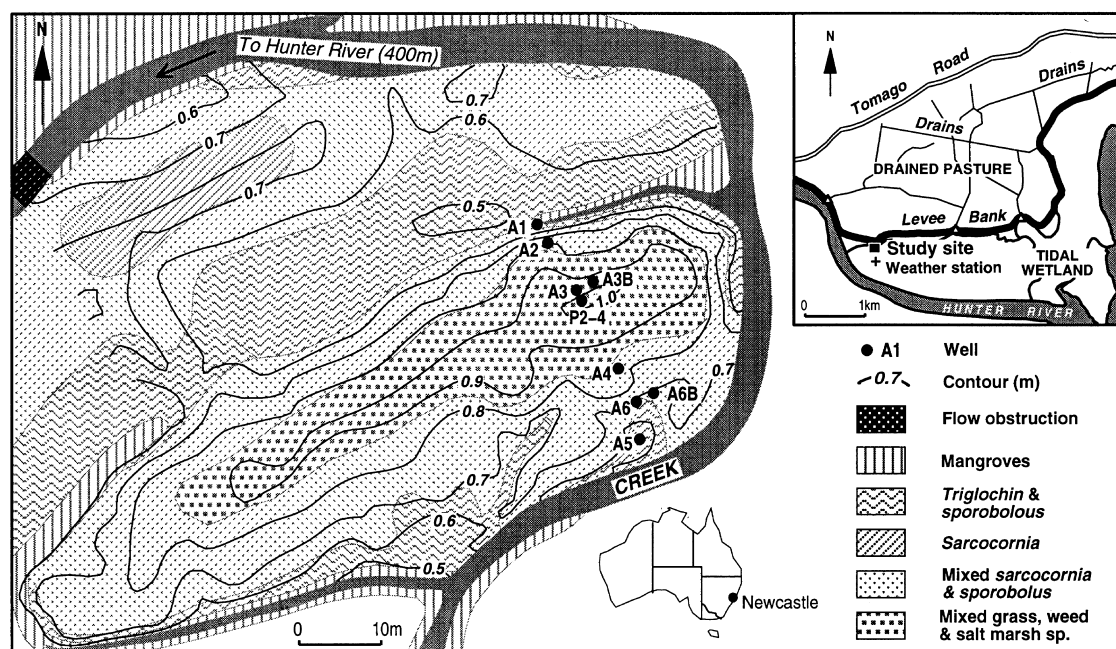 N
To Hunter River (400m)
0.6
0.7
0.7
0.7
0.6
0.5
A1
A2
A3
A3B
1.0
P2-4
A4
0.9
0.8
0.7
A6
A6B
A5
0.7
0.6
0.5
CREEK
0 10m
Newcastle
N
Tomago Road
Drains
Drains
DRAINED PASTURE
Levee Bank
Study site
+ Weather station
TIDAL
WETLAND
0 1km
HUNTER RIVER
A1 Well
0.7 Contour (m)
Flow obstruction
Mangroves
Triglochin &
sporobolous
Sarcocornia
Mixed sarcocornia
& sporobolus
Mixed grass, weed
& salt marsh sp.